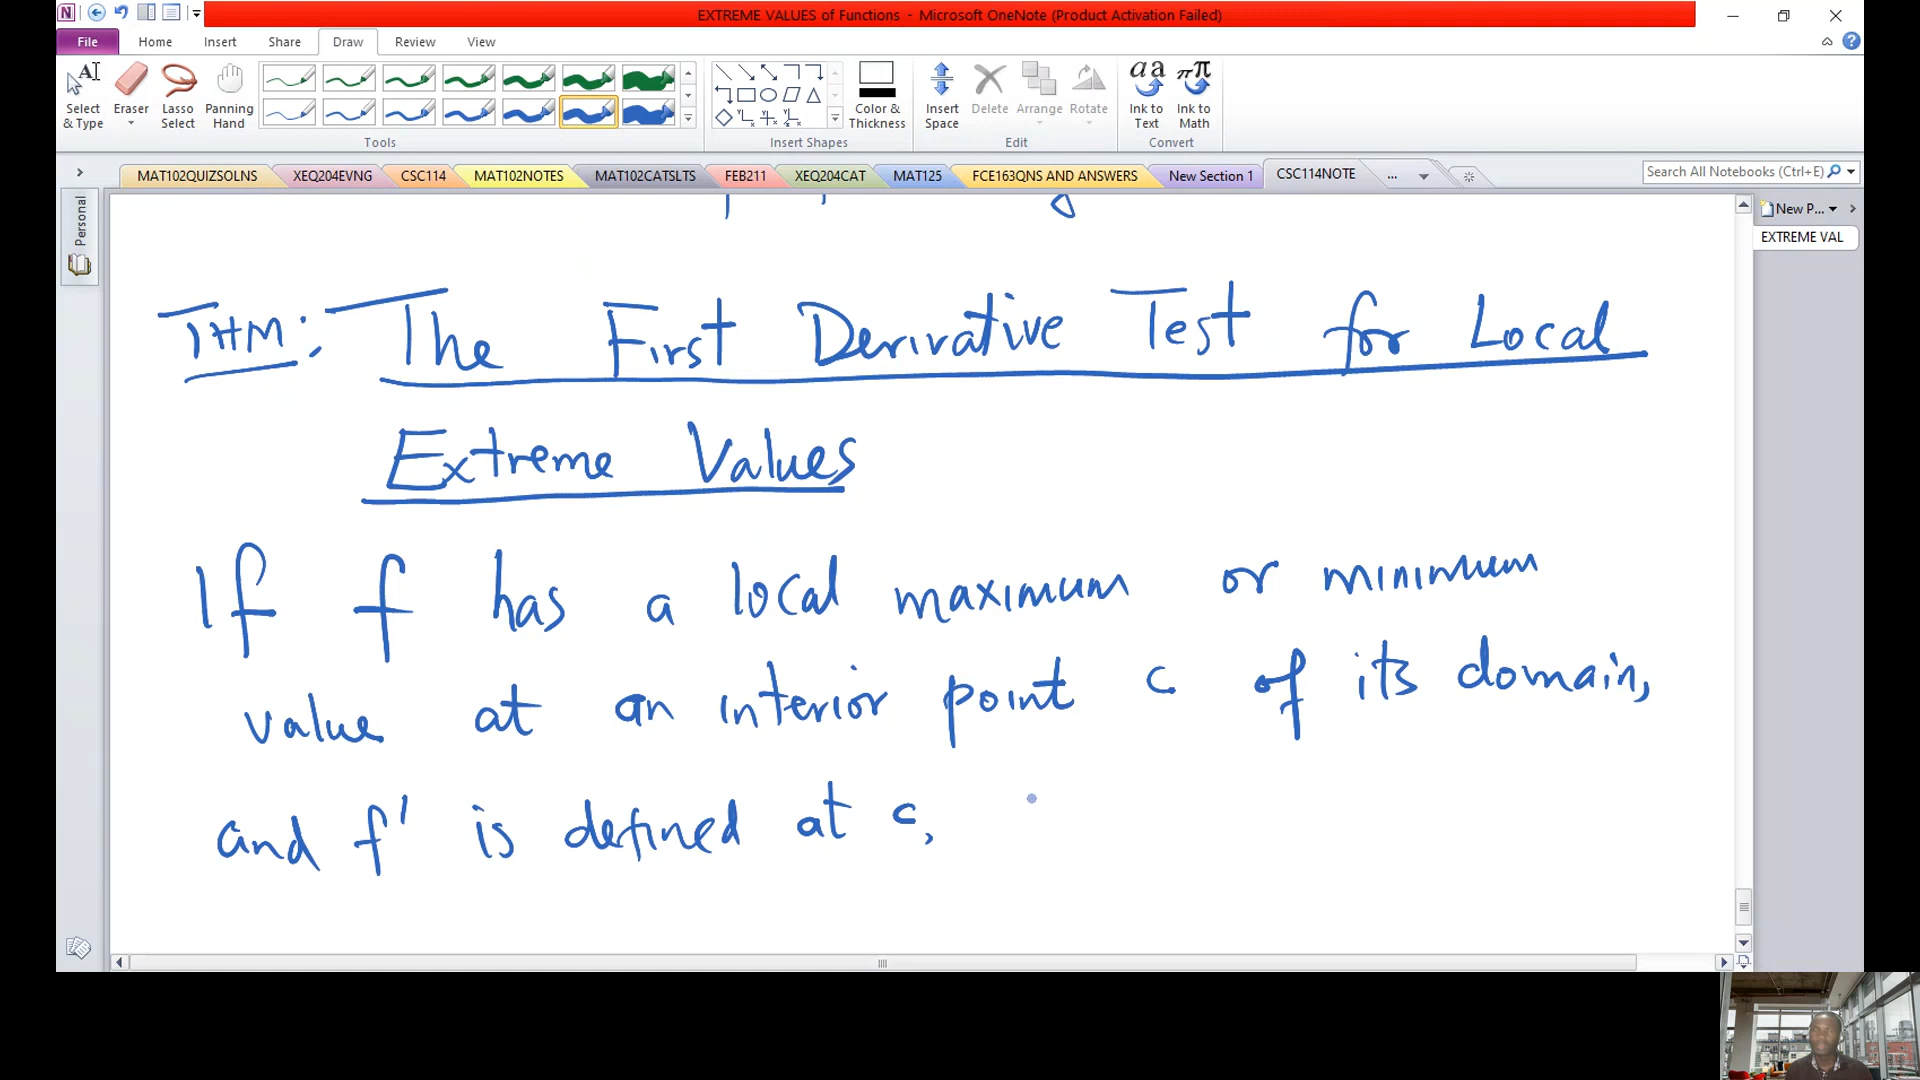 EXTREME VALUES of Functions - Microsoft OneNote (Product Activation Failed)
File Home Insert Share Draw Review View
Select & Type
Eraser
Lasso Select
Panning Hand
Tools
Insert Shapes
Color & Thickness
Insert Space
Delete
Arrange
Rotate
Edit
Ink to Text
Ink to Math
Convert
MAT102QUIZSOLNS XEQ204EVNG CSC114 MAT102NOTES MAT102CATSLTS FEB211 XEQ204CAT MAT125 FCE163QNS AND ANSWERS New Section 1 CSC114NOTE ...
Search All Notebooks (Ctrl+E)
Personal
New P...
EXTREME VAL
THM: The First Derivative Test for Local
Extreme Values
If f has a local maximum or minimum
value at an interior point c of its domain,
and f' is defined at c,